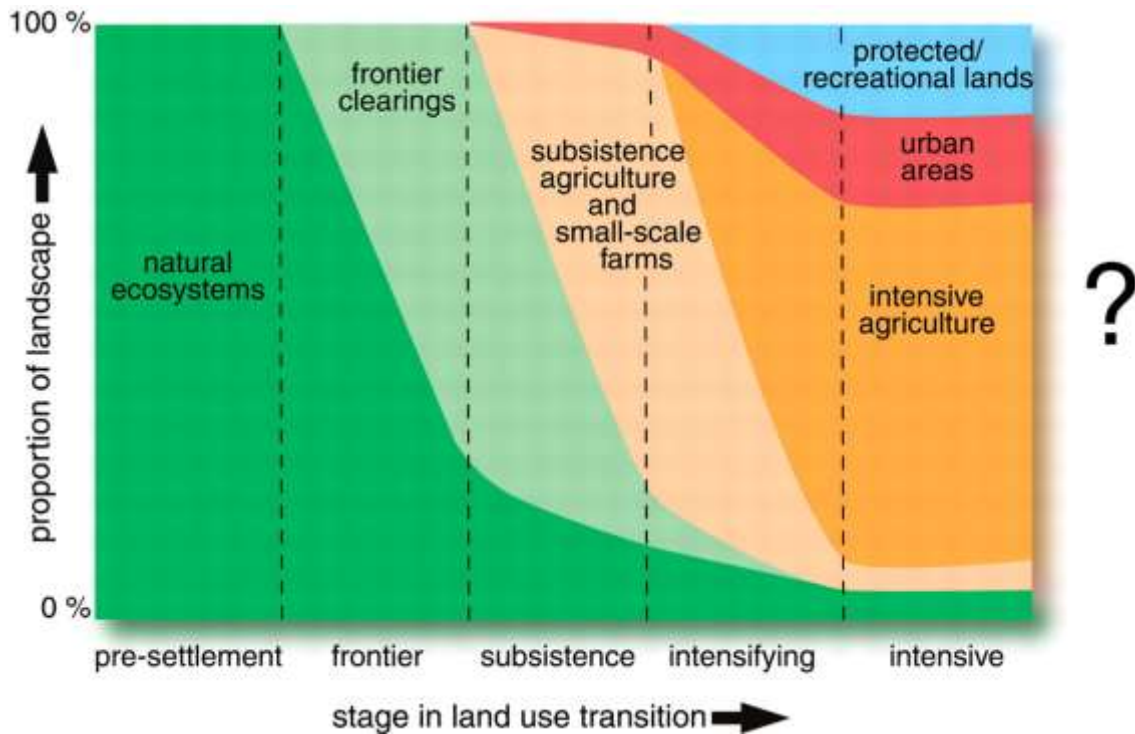 100 %
frontier
clearings
protected/
recreational lands
urban
areas
subsistence
agriculture
and
small-scale
farms
natural
ecosystems
intensive
agriculture
?
proportion of landscape
0 %
pre-settlement
frontier
subsistence
intensifying
intensive
stage in land use transition